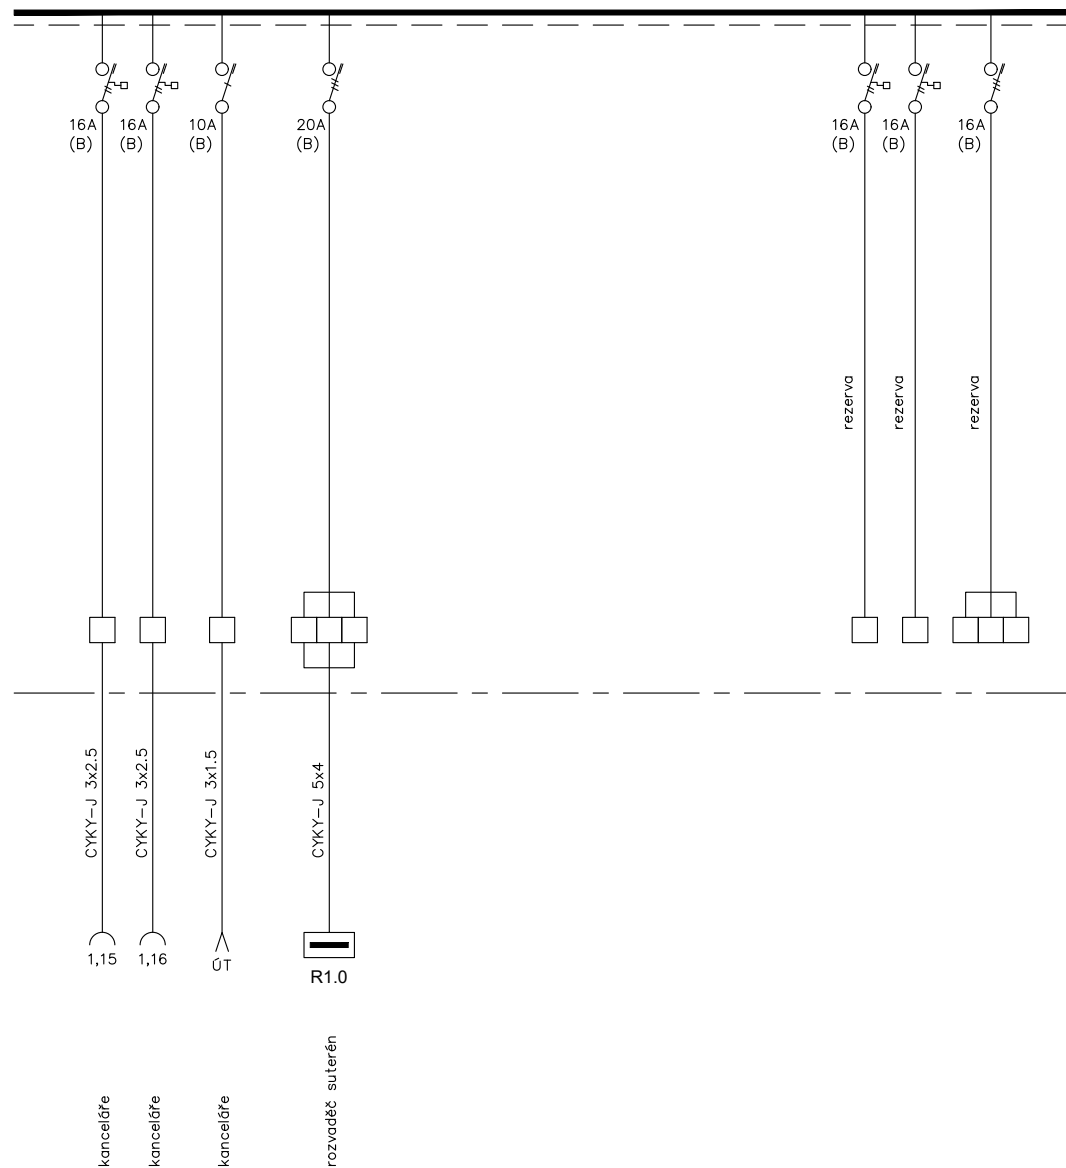 16A
(B)
16A
(B)
10A
(B)
20A
(B)
16A
(B)
16A
(B)
16A
(B)
rezerva
rezerva
rezerva
CYKY-J 3x2.5
CYKY-J 3x2.5
CYKY-J 3x1.5
CYKY-J 5x4
1,15
1,16
ÚT
R1.0
kanceláře
kanceláře
kanceláře
rozvaděč suterén